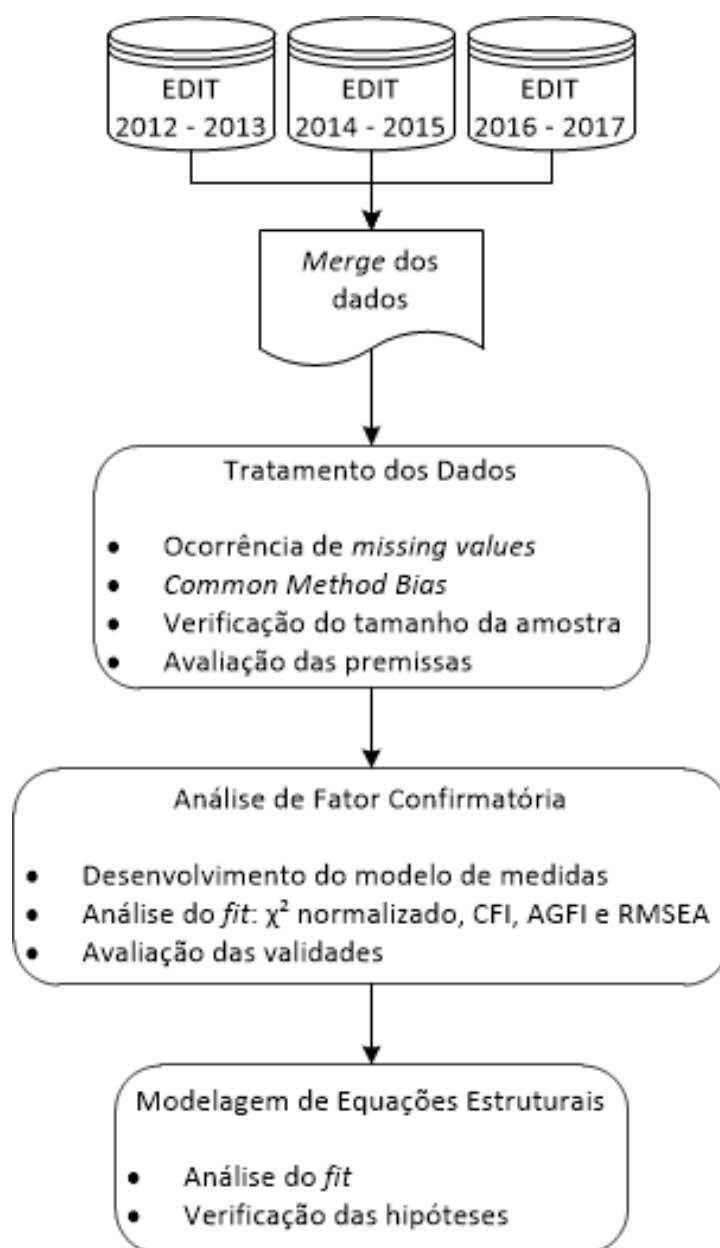 EDIT
2012 - 2013
EDIT
2014 - 2015
EDIT
2016 - 2017
Merge dos
dados
Tratamento dos Dados
• Ocorrência de missing values
• Common Method Bias
• Verificação do tamanho da amostra
• Avaliação das premissas
Análise de Fator Confirmatória
• Desenvolvimento do modelo de medidas
• Análise do fit: χ² normalizado, CFI, AGFI e RMSEA
• Avaliação das validades
Modelagem de Equações Estruturais
• Análise do fit
• Verificação das hipóteses